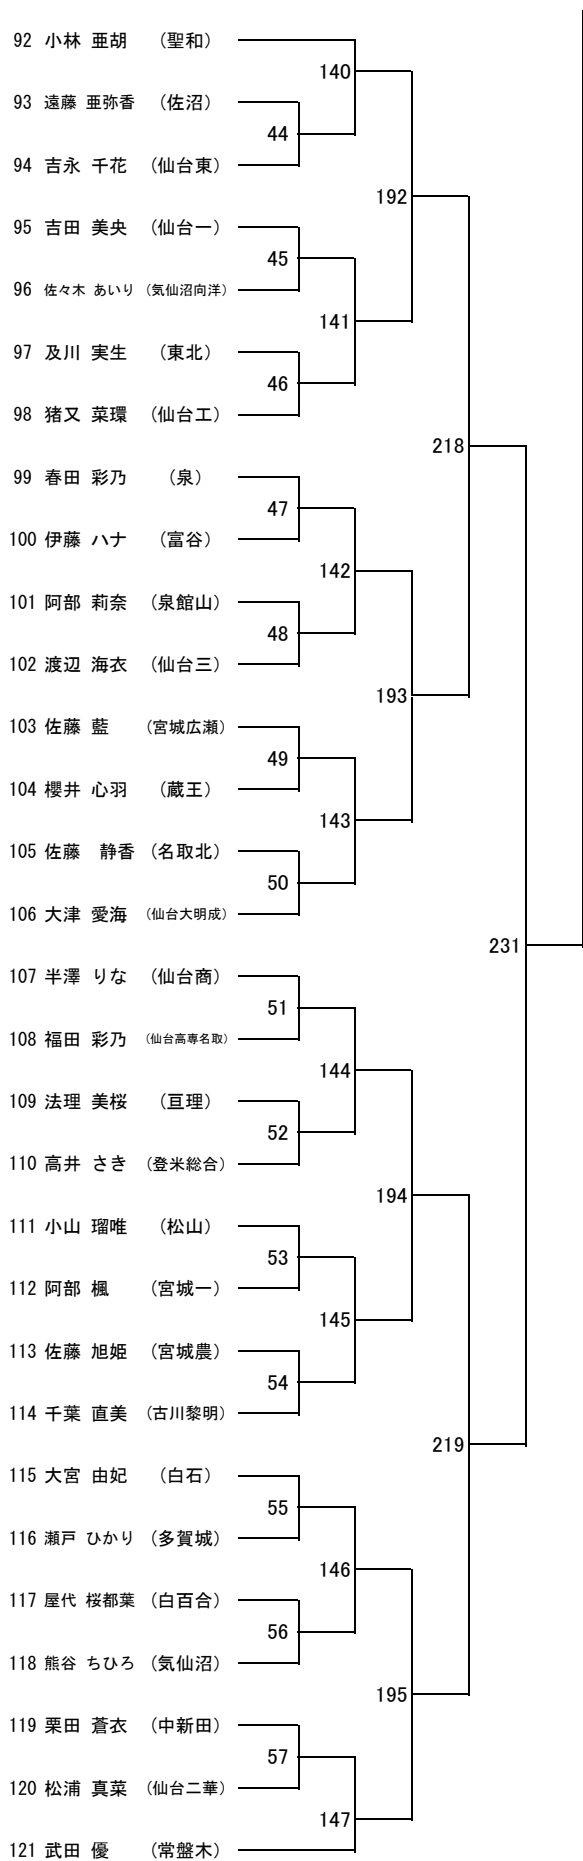 92 小林 亜胡 （聖和）
140
93 遠藤 亜弥香 （佐沼）
44
94 吉永 千花 （仙台東）
192
95 吉田 美央 （仙台一）
45
96 佐々木 あいり （気仙沼向洋）
141
97 及川 実生 （東北）
46
98 猪又 菜環 （仙台工）
218
99 春田 彩乃 （泉）
47
100 伊藤 ハナ （富谷）
142
101 阿部 莉奈 （泉館山）
48
102 渡辺 海衣 （仙台三）
193
103 佐藤 藍 （宮城広瀬）
49
104 櫻井 心羽 （蔵王）
143
105 佐藤 静香 （名取北）
50
106 大津 愛海 （仙台大明成）
231
107 半澤 りな （仙台商）
51
108 福田 彩乃 （仙台高専名取）
144
109 法理 美桜 （亘理）
52
110 高井 さき （登米総合）
194
111 小山 瑠唯 （松山）
53
112 阿部 楓 （宮城一）
145
113 佐藤 旭姫 （宮城農）
54
114 千葉 直美 （古川黎明）
219
115 大宮 由妃 （白石）
55
116 瀬戸 ひかり （多賀城）
146
117 屋代 桜都葉 （白百合）
56
118 熊谷 ちひろ （気仙沼）
195
119 栗田 蒼衣 （中新田）
57
120 松浦 真菜 （仙台二華）
147
121 武田 優 （常盤木）